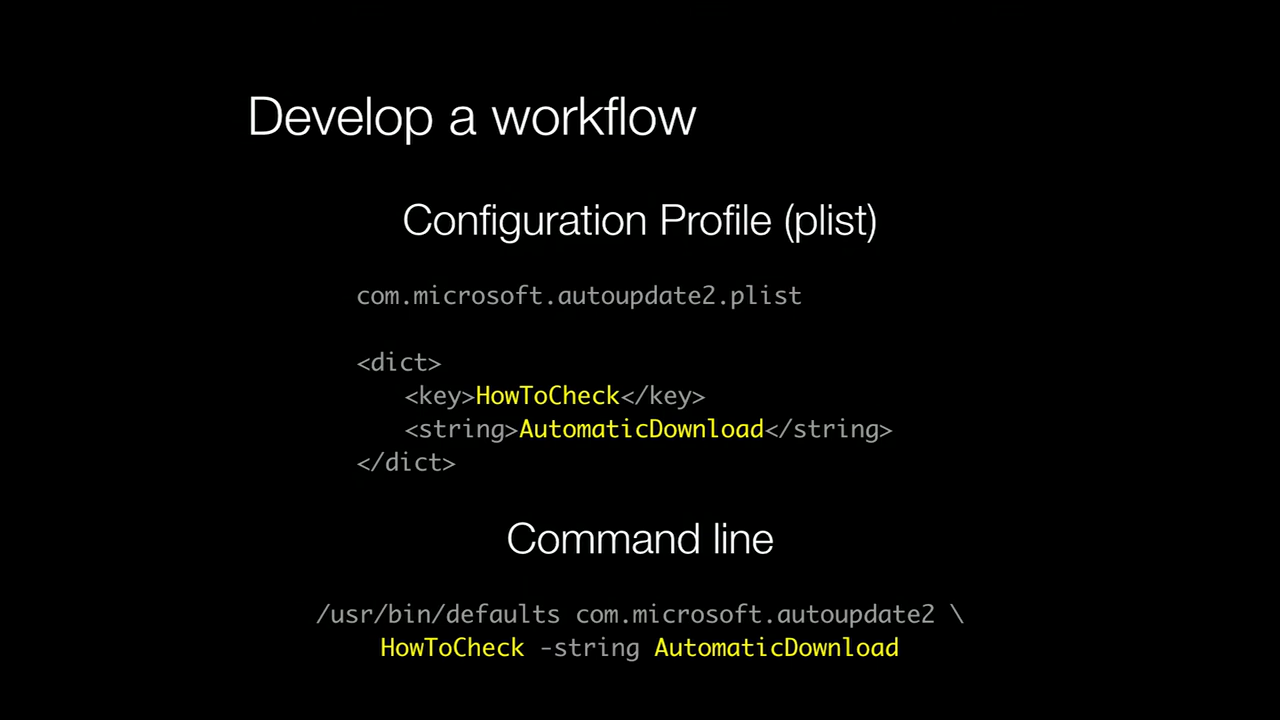 Develop a workflow
Configuration Profile (plist)
com.microsoft.autoupdate2.plist
<dict>
<key>HowToCheck</key>
<string>AutomaticDownload</string>
</dict>
Command line
/usr/bin/defaults com.microsoft.autoupdate2 \
HowToCheck -string AutomaticDownload